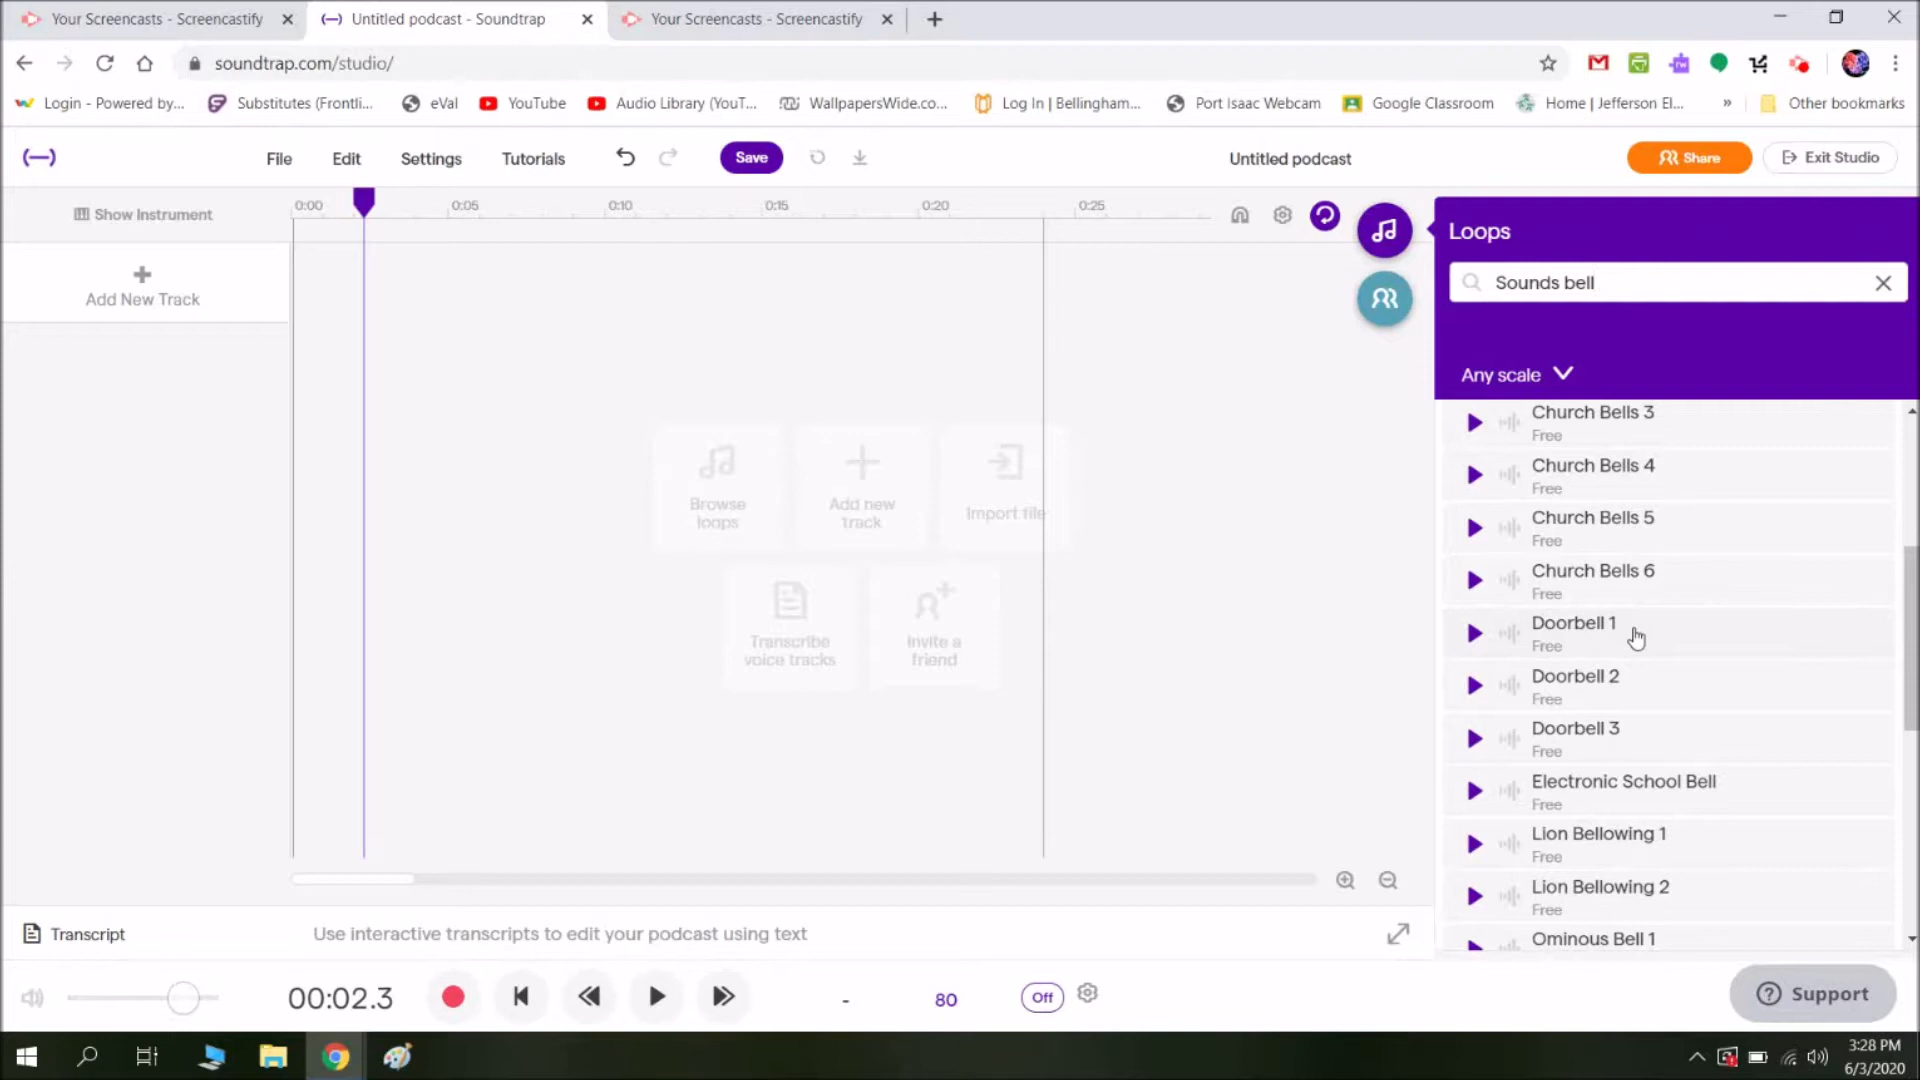 Your Screencasts - Screencastify
Untitled podcast - Soundtrap
Your Screencasts - Screencastify
soundtrap.com/studio/
Login - Powered by...
Substitutes (Frontli...
eVal
YouTube
Audio Library (YouT...
WallpapersWide.co...
Log In | Bellingham...
Port Isaac Webcam
Google Classroom
Home | Jefferson El...
»
Other bookmarks
File
Edit
Settings
Tutorials
Save
Untitled podcast
Share
Exit Studio
Show Instrument
0:00
0:05
0:10
0:15
0:20
0:25
Add New Track
Browse
loops
Add new
track
Import file
Transcribe
voice tracks
Invite a
friend
Loops
Sounds bell
Any scale
Church Bells 3
Free
Church Bells 4
Free
Church Bells 5
Free
Church Bells 6
Free
Doorbell 1
Free
Doorbell 2
Free
Doorbell 3
Free
Electronic School Bell
Free
Lion Bellowing 1
Free
Lion Bellowing 2
Free
Ominous Bell 1
Transcript
Use interactive transcripts to edit your podcast using text
00:02.3
-
80
Off
Support
3:28 PM
6/3/2020